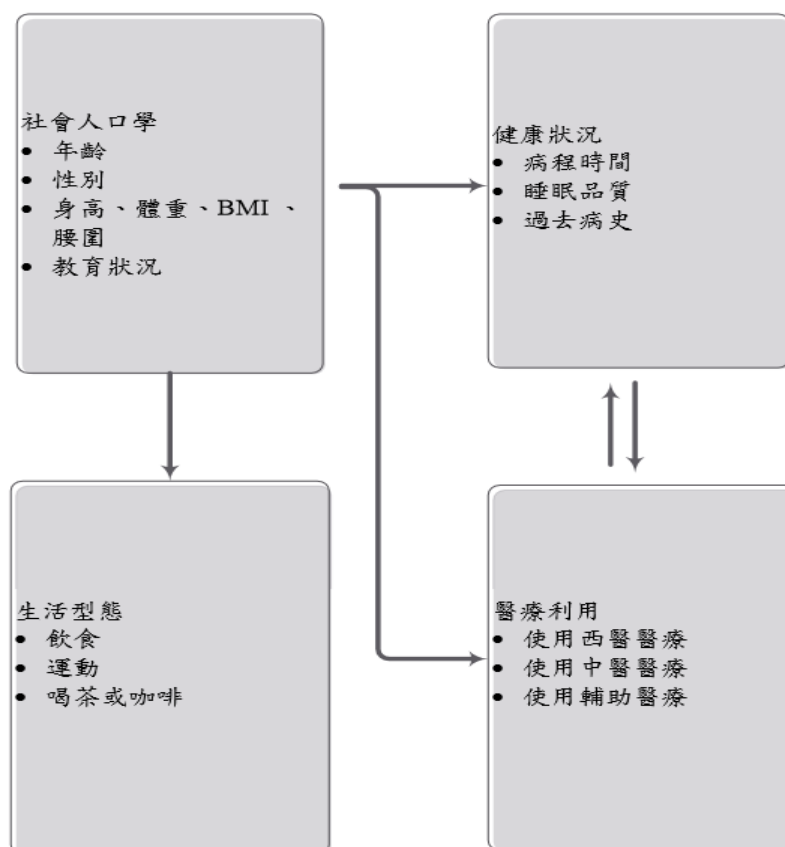 社會人口學
• 年齡
• 性別
• 身高、體重、BMI 、
腰圍
• 教育狀況
健康狀況
• 病程時間
• 睡眠品質
• 過去病史
生活型態
• 飲食
• 運動
• 喝茶或咖啡
醫療利用
• 使用西醫醫療
• 使用中醫醫療
• 使用輔助醫療